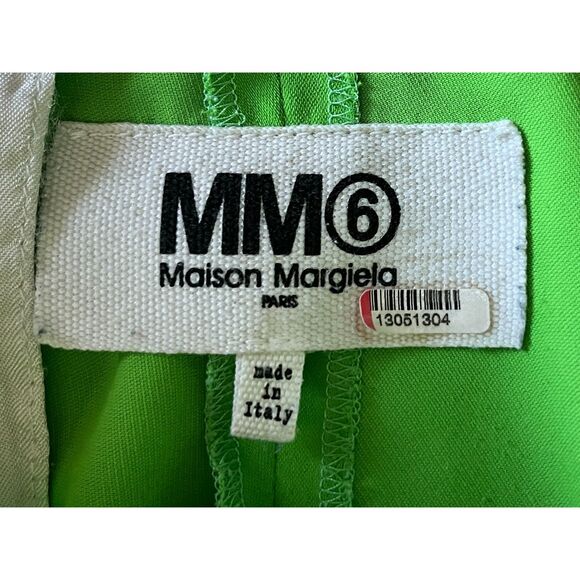 MM⑥
Maison Margiela
PARIS
13051304
made
in
Italy